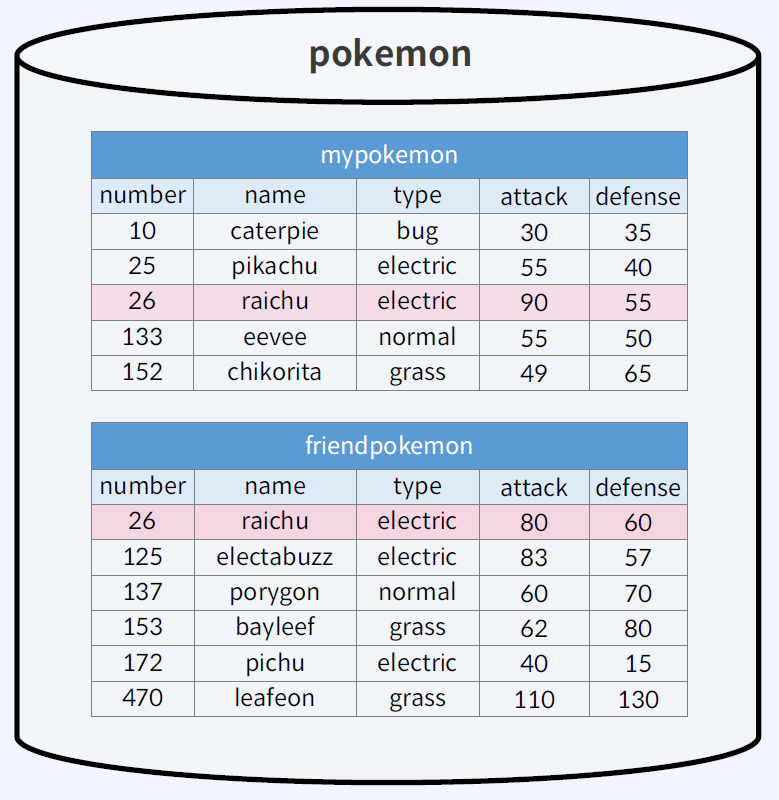 pokemon
mypokemon
number name type attack defense
10 caterpie bug 30 35
25 pikachu electric 55 40
26 raichu electric 90 55
133 eevee normal 55 50
152 chikorita grass 49 65
friendpokemon
number name type attack defense
26 raichu electric 80 60
125 electabuzz electric 83 57
137 porygon normal 60 70
153 bayleef grass 62 80
172 pichu electric 40 15
470 leafeon grass 110 130